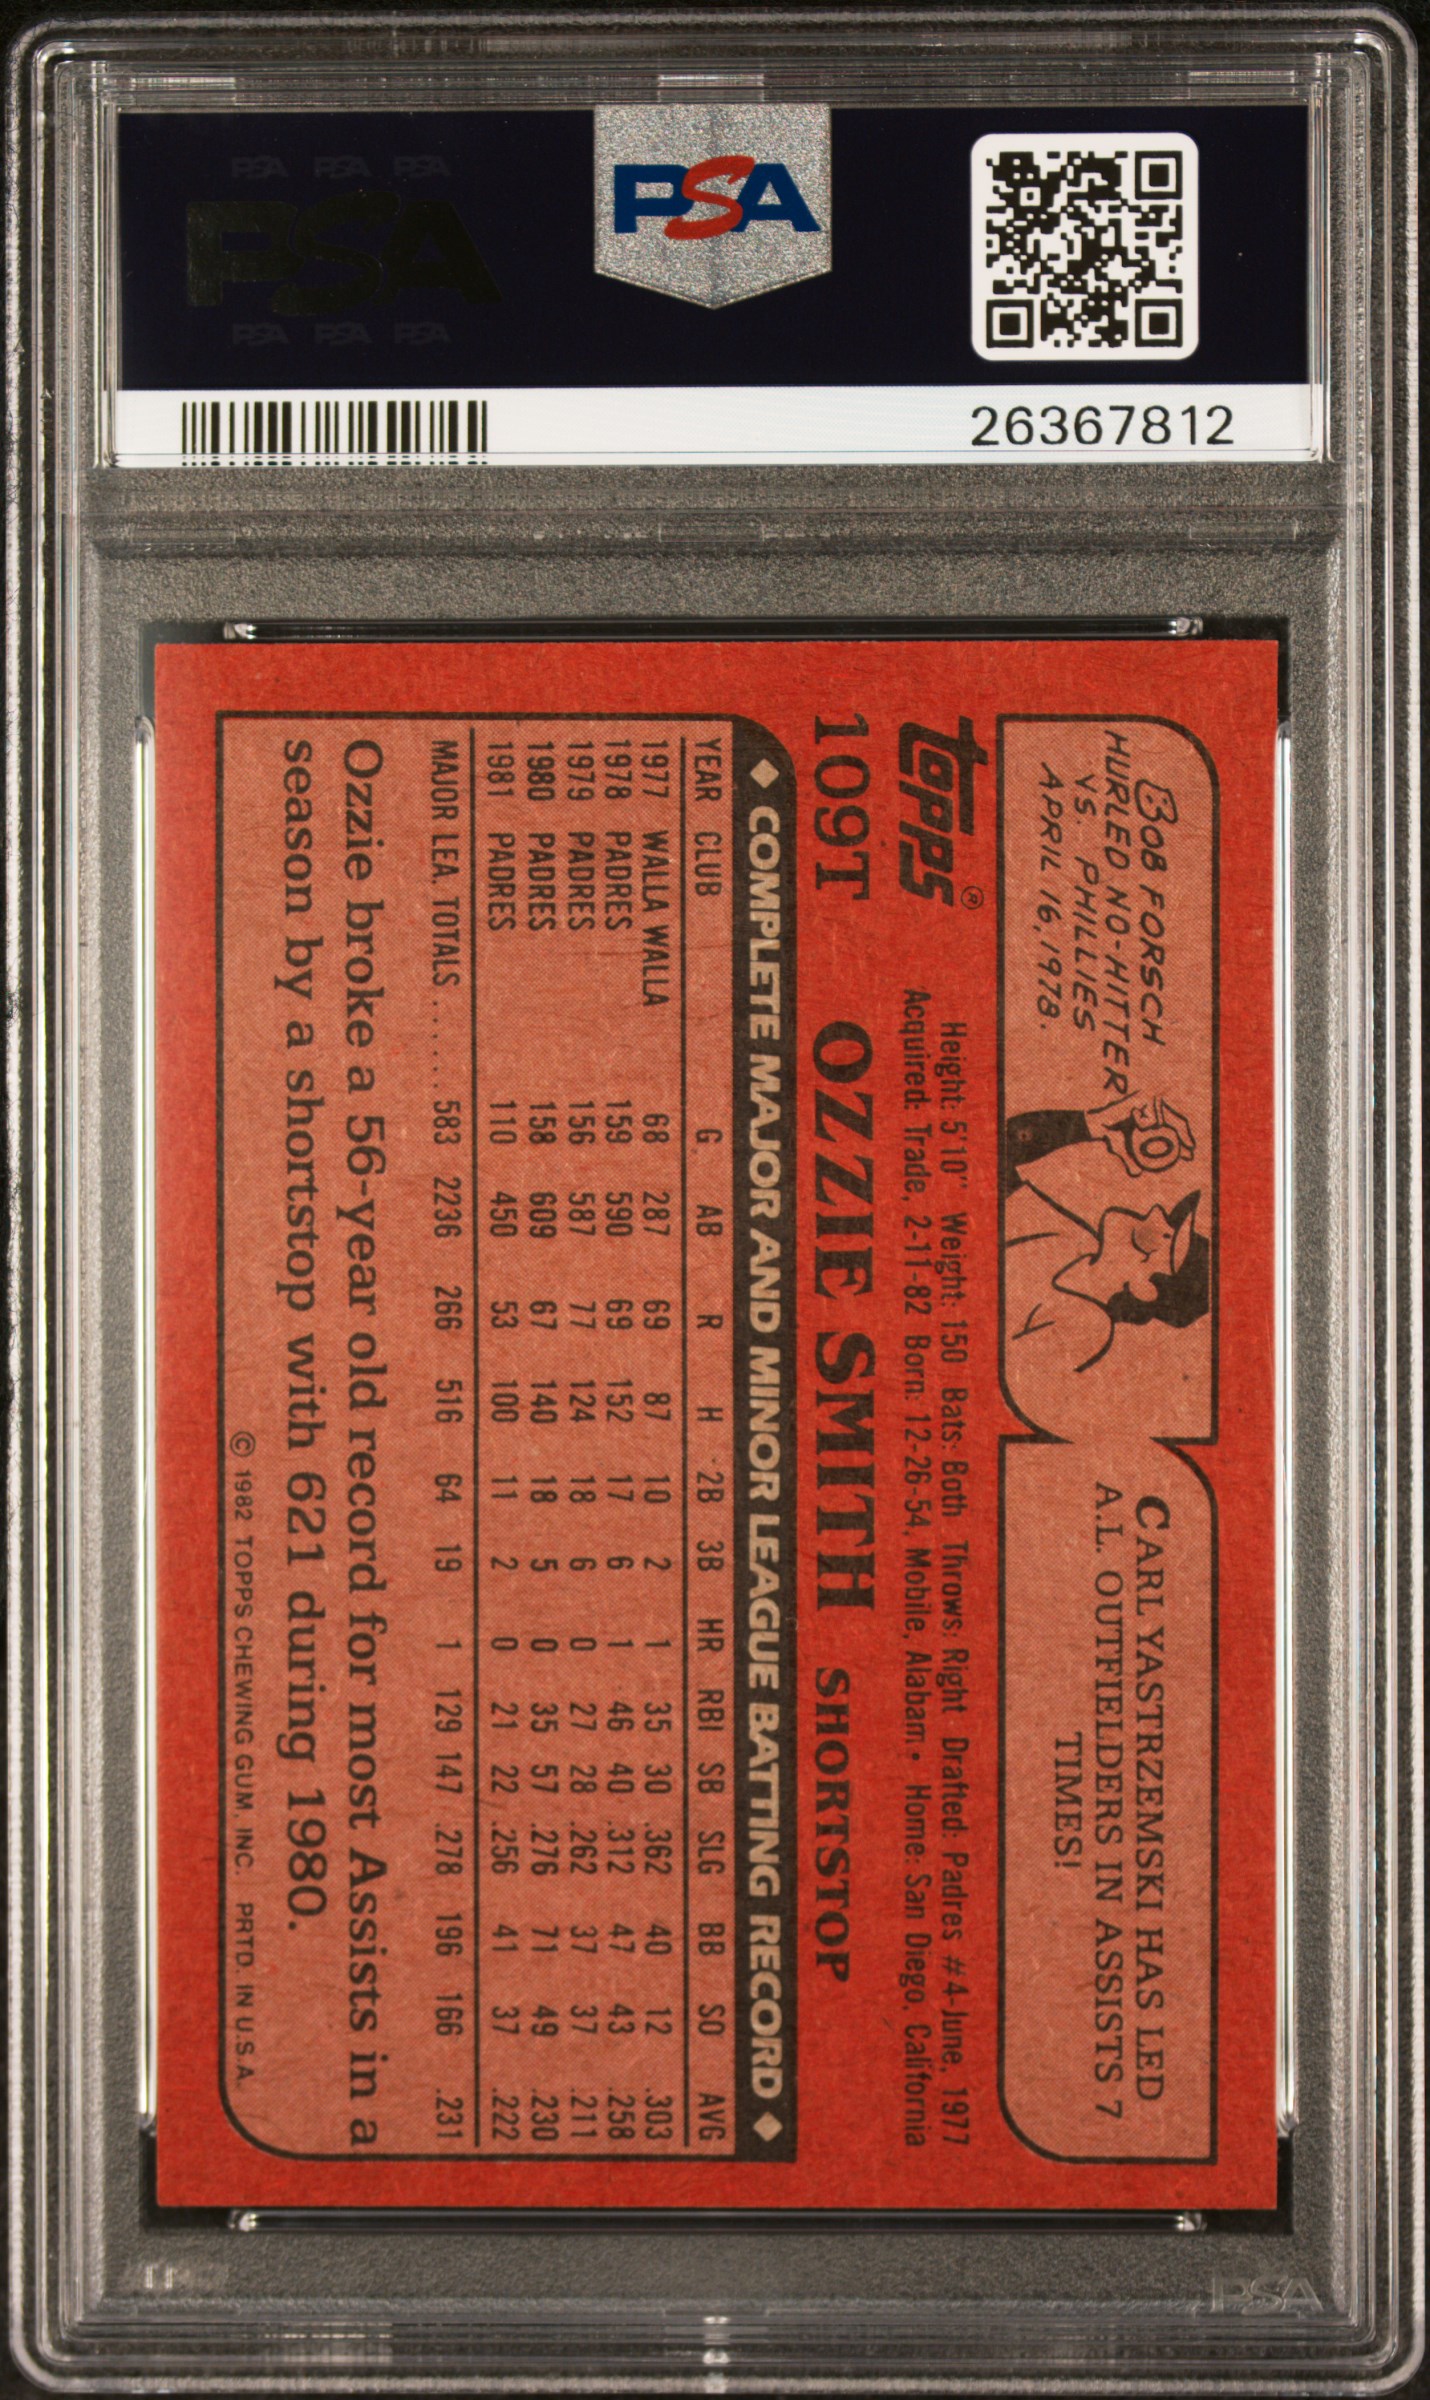 PSA PSA PSA
PSA
PSA PSA PSA
PSA
26367812
BOB FORSCH
HURLED NO-HITTER
VS. PHILLIES
APRIL 16, 1978.
CARL YASTRZEMSKI HAS LED
A.L. OUTFIELDERS IN ASSISTS 7
TIMES!
Topps®
Height: 5'10" Weight: 150 Bats: Both Throws: Right Drafted: Padres #4-June, 1977
Acquired: Trade, 2-11-82 Born: 12-26-54, Mobile, Alabam• Home: San Diego, California
109T OZZIE SMITH SHORTSTOP
◆ COMPLETE MAJOR AND MINOR LEAGUE BATTING RECORD ◆
YEAR CLUB G AB R H 2B 3B HR RBI SB SLG BB SO AVG
1977 WALLA WALLA 68 287 69 87 10 2 1 35 30 .362 40 12 .303
1978 PADRES 159 590 69 152 17 6 1 46 40 .312 47 43 .258
1979 PADRES 156 587 77 124 18 6 0 27 28 .262 37 37 .211
1980 PADRES 158 609 67 140 18 5 0 35 57 .276 71 49 .230
1981 PADRES 110 450 53 100 11 2 0 21 22 .256 41 37 .222
MAJOR LEA. TOTALS ....... 583 2236 266 516 64 19 1 129 147 .278 196 166 .231
Ozzie broke a 56-year old record for most Assists in a
season by a shortstop with 621 during 1980.
© 1982 TOPPS CHEWING GUM, INC. PRTD. IN U.S.A.
PSA